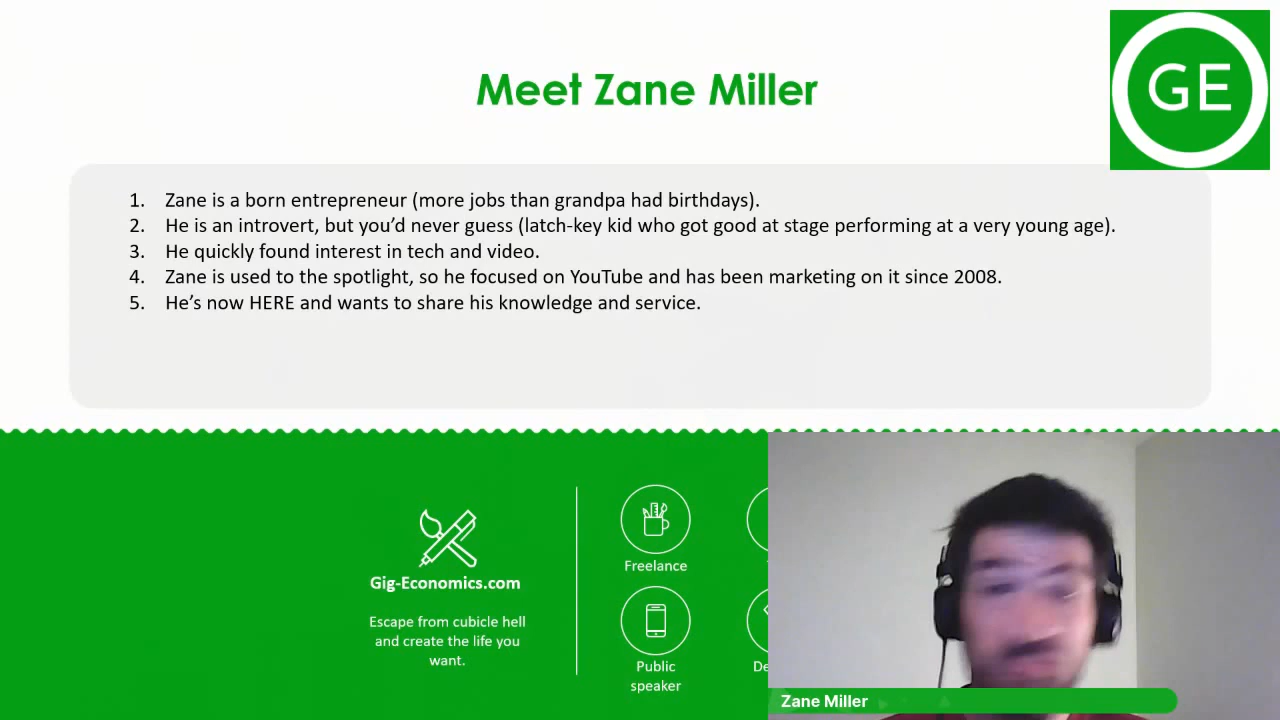 Meet Zane Miller
GE
1. Zane is a born entrepreneur (more jobs than grandpa had birthdays).
2. He is an introvert, but you’d never guess (latch-key kid who got good at stage performing at a very young age).
3. He quickly found interest in tech and video.
4. Zane is used to the spotlight, so he focused on YouTube and has been marketing on it since 2008.
5. He’s now HERE and wants to share his knowledge and service.
Gig-Economics.com
Escape from cubicle hell
and create the life you
want.
Freelance
Public
speaker
Zane Miller